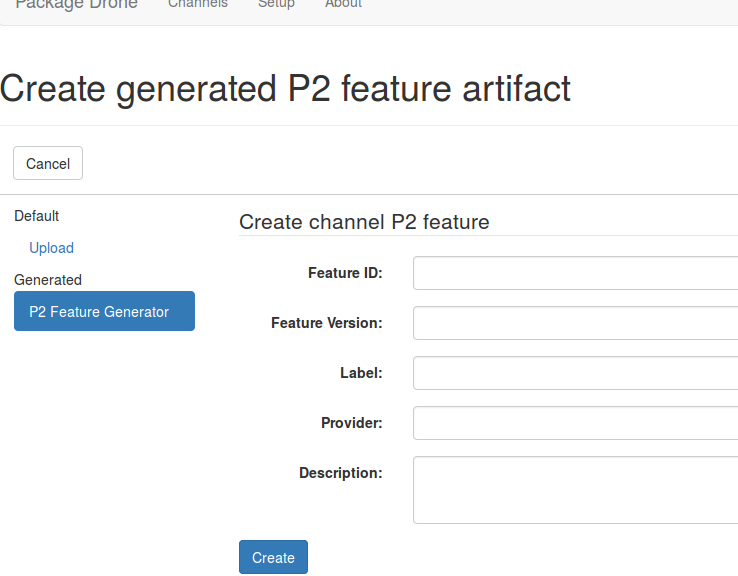 Package Drone Channels Setup About
Create generated P2 feature artifact
Cancel
Default
Upload
Generated
P2 Feature Generator
Create channel P2 feature
Feature ID:
Feature Version:
Label:
Provider:
Description:
Create